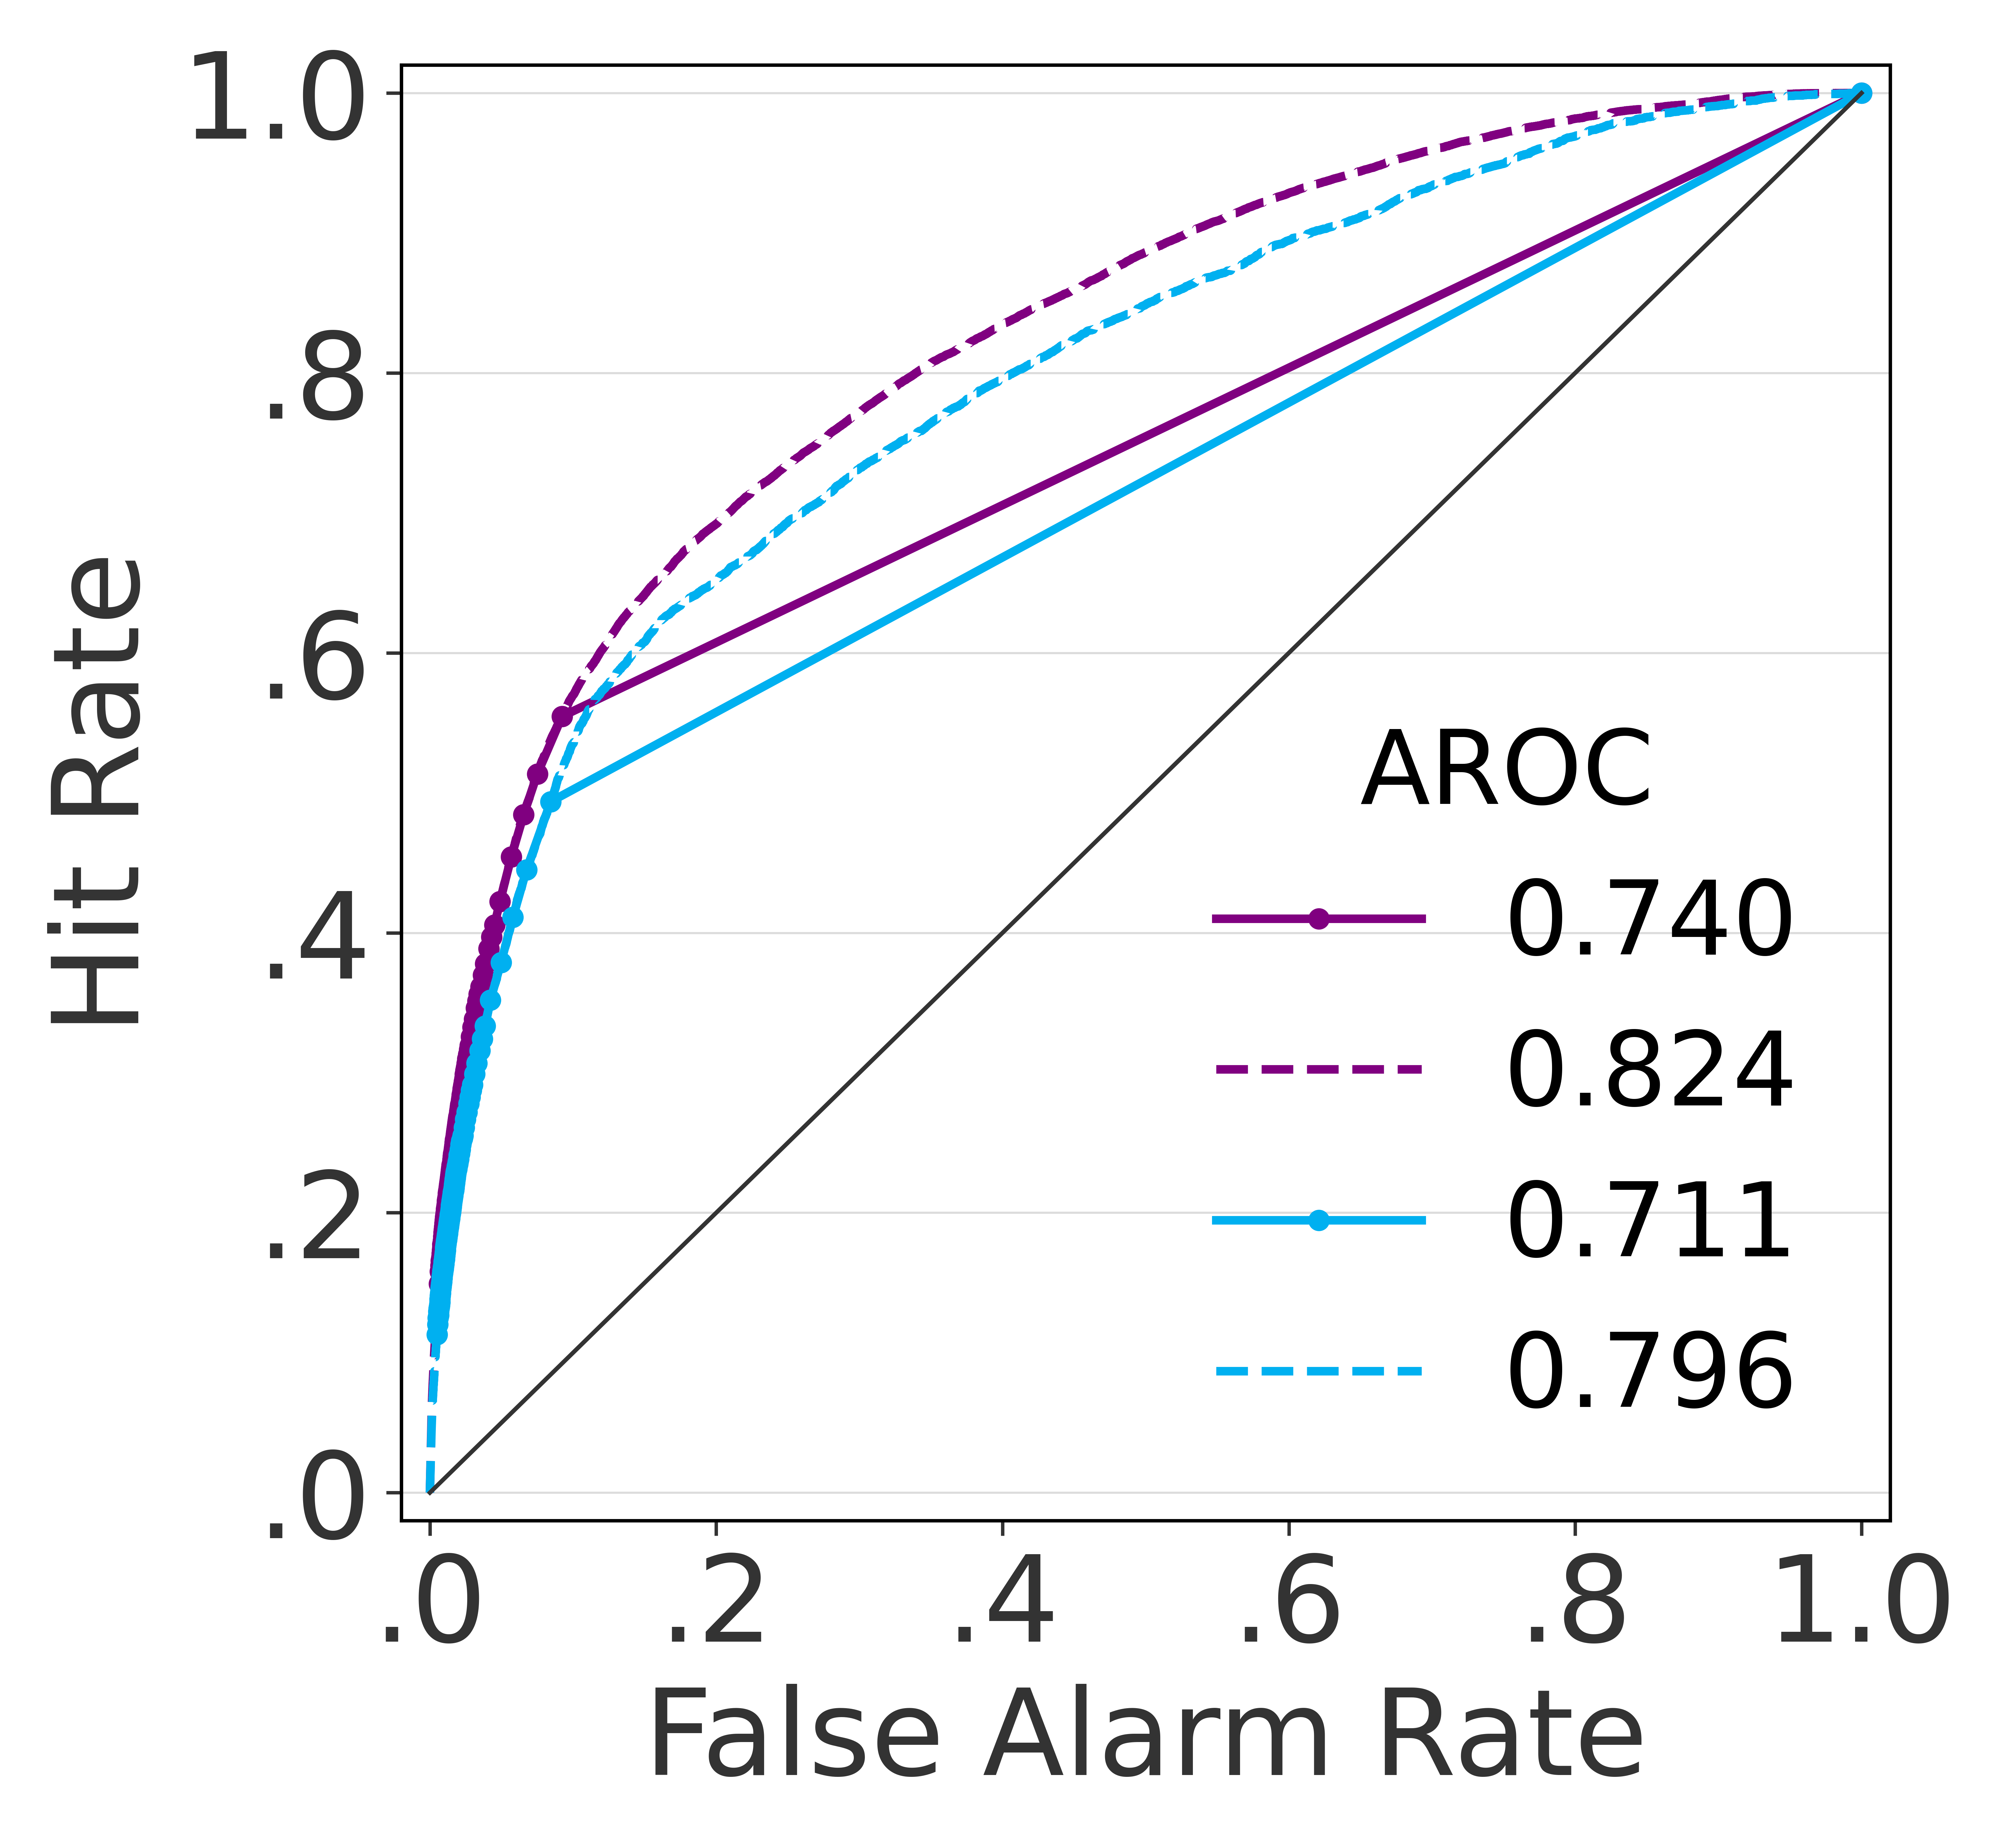 1.0
.8
.6
.4
.2
.0
Hit Rate
AROC
0.740
0.824
0.711
0.796
.0 .2 .4 .6 .8 1.0
False Alarm Rate